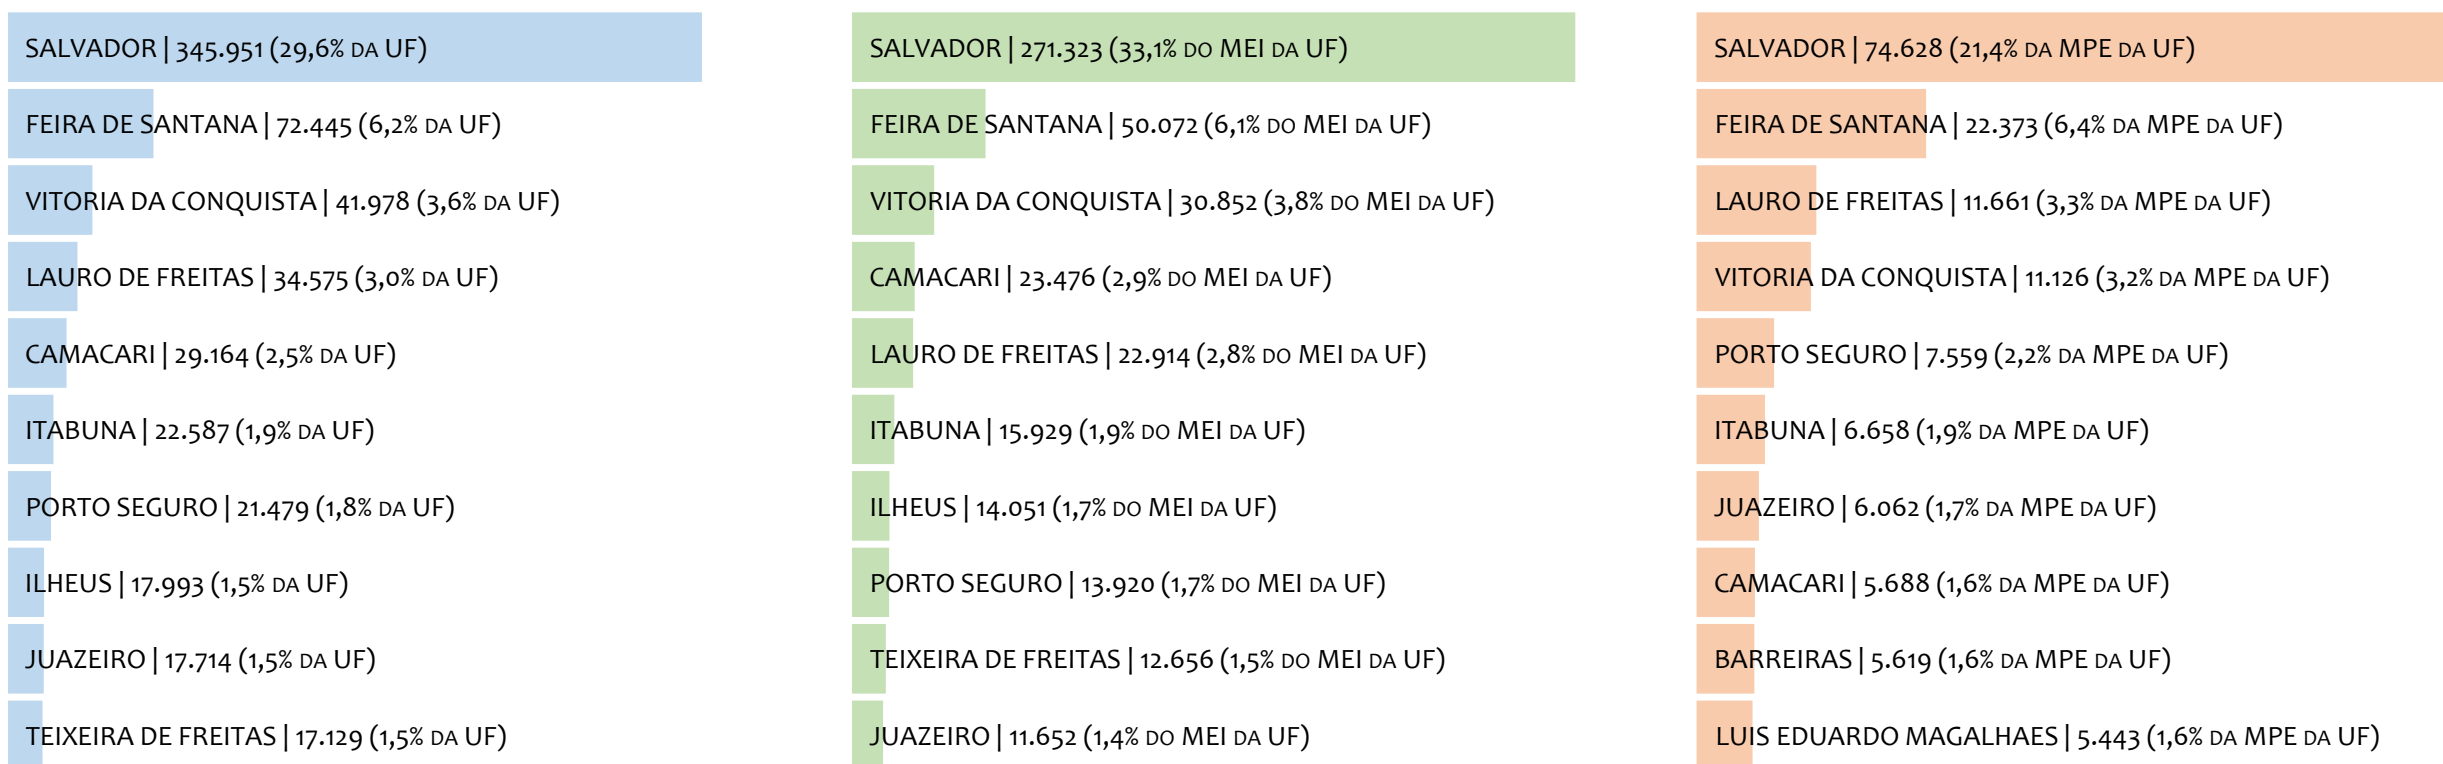 SALVADOR | 345.951 (29,6% DA UF)
FEIRA DE SANTANA | 72.445 (6,2% DA UF)
VITORIA DA CONQUISTA | 41.978 (3,6% DA UF)
LAURO DE FREITAS | 34.575 (3,0% DA UF)
CAMACARI | 29.164 (2,5% DA UF)
ITABUNA | 22.587 (1,9% DA UF)
PORTO SEGURO | 21.479 (1,8% DA UF)
ILHEUS | 17.993 (1,5% DA UF)
JUAZEIRO | 17.714 (1,5% DA UF)
TEIXEIRA DE FREITAS | 17.129 (1,5% DA UF)
SALVADOR | 271.323 (33,1% DO MEI DA UF)
FEIRA DE SANTANA | 50.072 (6,1% DO MEI DA UF)
VITORIA DA CONQUISTA | 30.852 (3,8% DO MEI DA UF)
CAMACARI | 23.476 (2,9% DO MEI DA UF)
LAURO DE FREITAS | 22.914 (2,8% DO MEI DA UF)
ITABUNA | 15.929 (1,9% DO MEI DA UF)
ILHEUS | 14.051 (1,7% DO MEI DA UF)
PORTO SEGURO | 13.920 (1,7% DO MEI DA UF)
TEIXEIRA DE FREITAS | 12.656 (1,5% DO MEI DA UF)
JUAZEIRO | 11.652 (1,4% DO MEI DA UF)
SALVADOR | 74.628 (21,4% DA MPE DA UF)
FEIRA DE SANTANA | 22.373 (6,4% DA MPE DA UF)
LAURO DE FREITAS | 11.661 (3,3% DA MPE DA UF)
VITORIA DA CONQUISTA | 11.126 (3,2% DA MPE DA UF)
PORTO SEGURO | 7.559 (2,2% DA MPE DA UF)
ITABUNA | 6.658 (1,9% DA MPE DA UF)
JUAZEIRO | 6.062 (1,7% DA MPE DA UF)
CAMACARI | 5.688 (1,6% DA MPE DA UF)
BARREIRAS | 5.619 (1,6% DA MPE DA UF)
LUIS EDUARDO MAGALHAES | 5.443 (1,6% DA MPE DA UF)